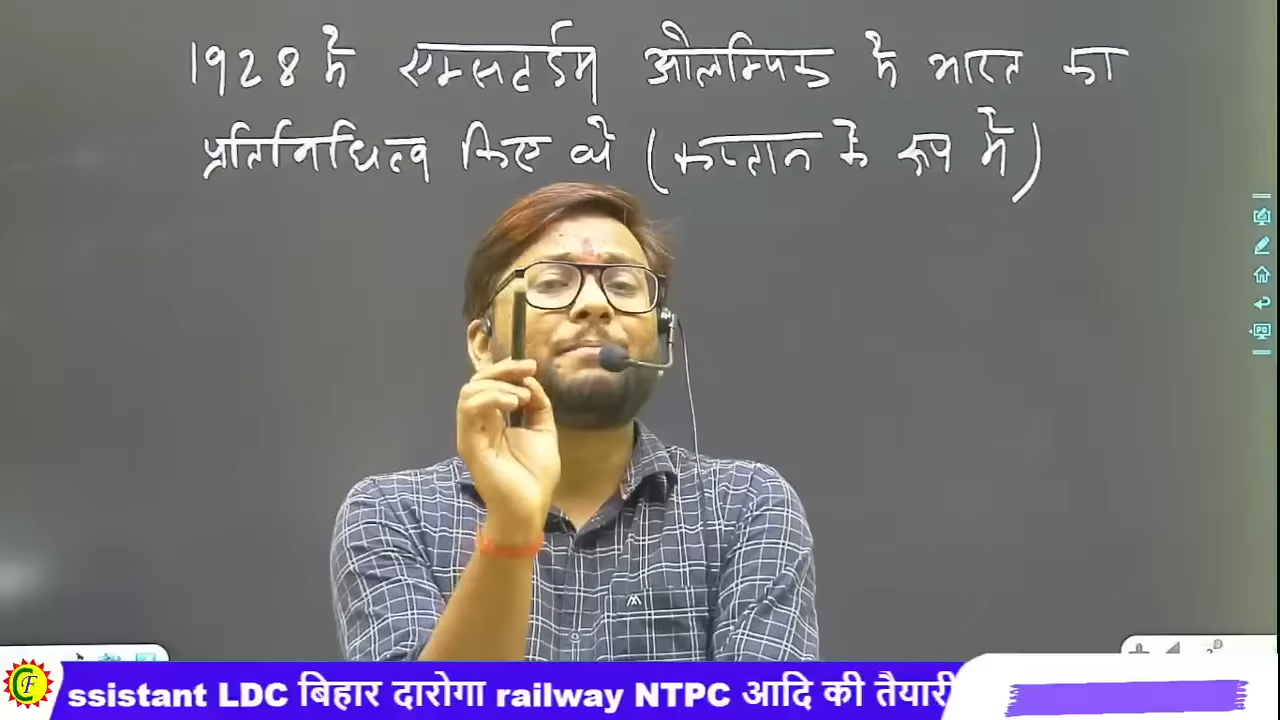 1928 में एम्सटर्डम ओलम्पिक में भारत का
प्रतिनिधित्व किए थे (कप्तान के रूप में)
ssistant LDC बिहार दारोगा railway NTPC आदि की तैयारी